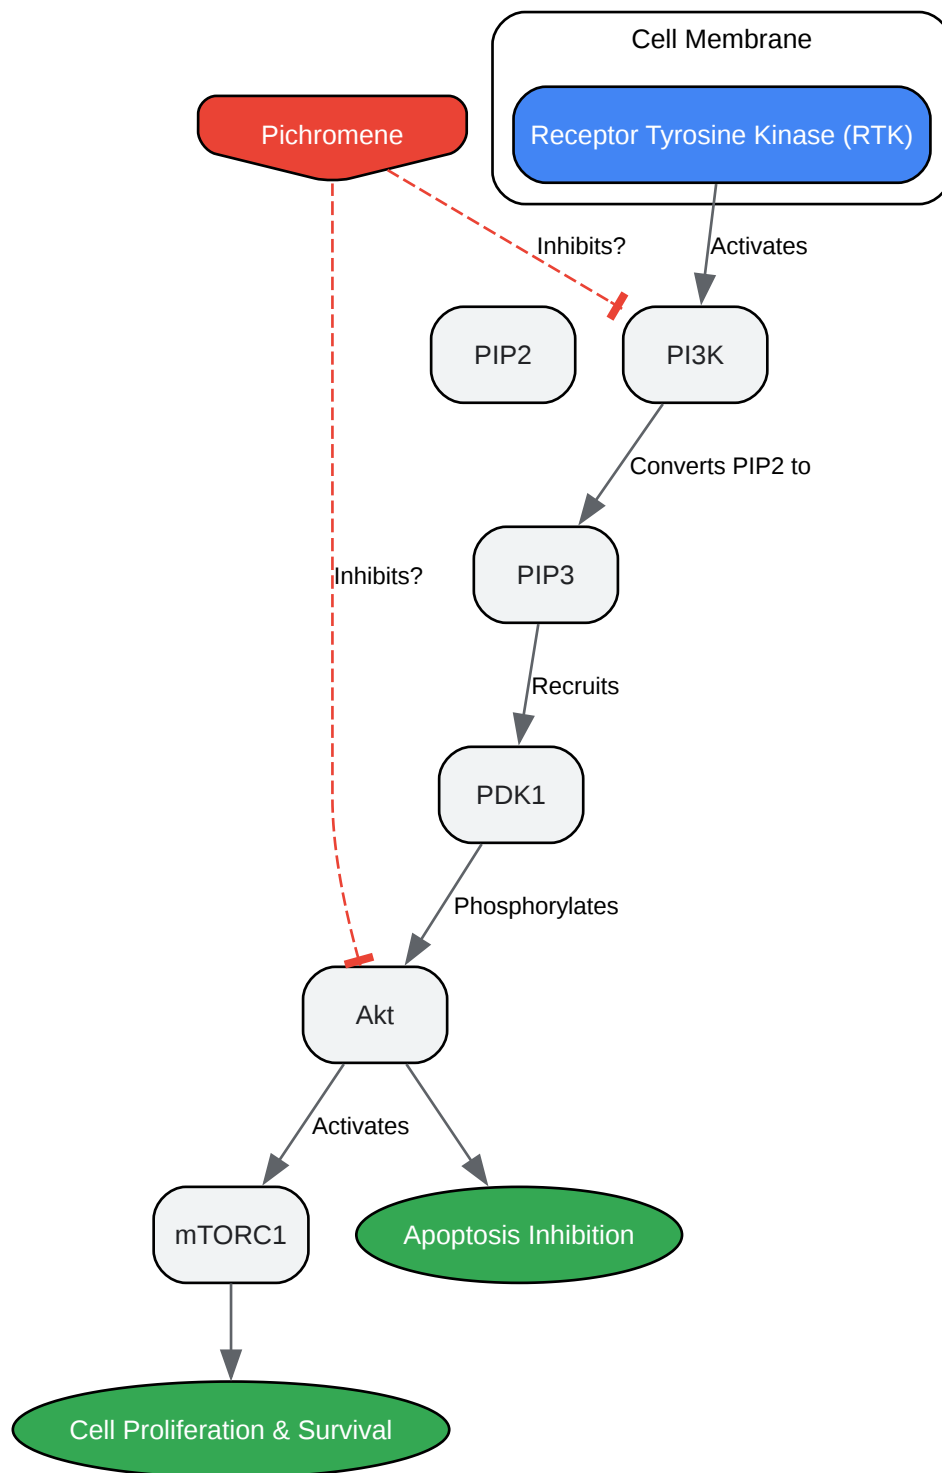 Cell Membrane
Pichromene
Receptor Tyrosine Kinase (RTK)
Inhibits?
Activates
PIP2
PI3K
Converts PIP2 to
Inhibits?
PIP3
Recruits
PDK1
Phosphorylates
Akt
Activates
mTORC1
Apoptosis Inhibition
Cell Proliferation & Survival